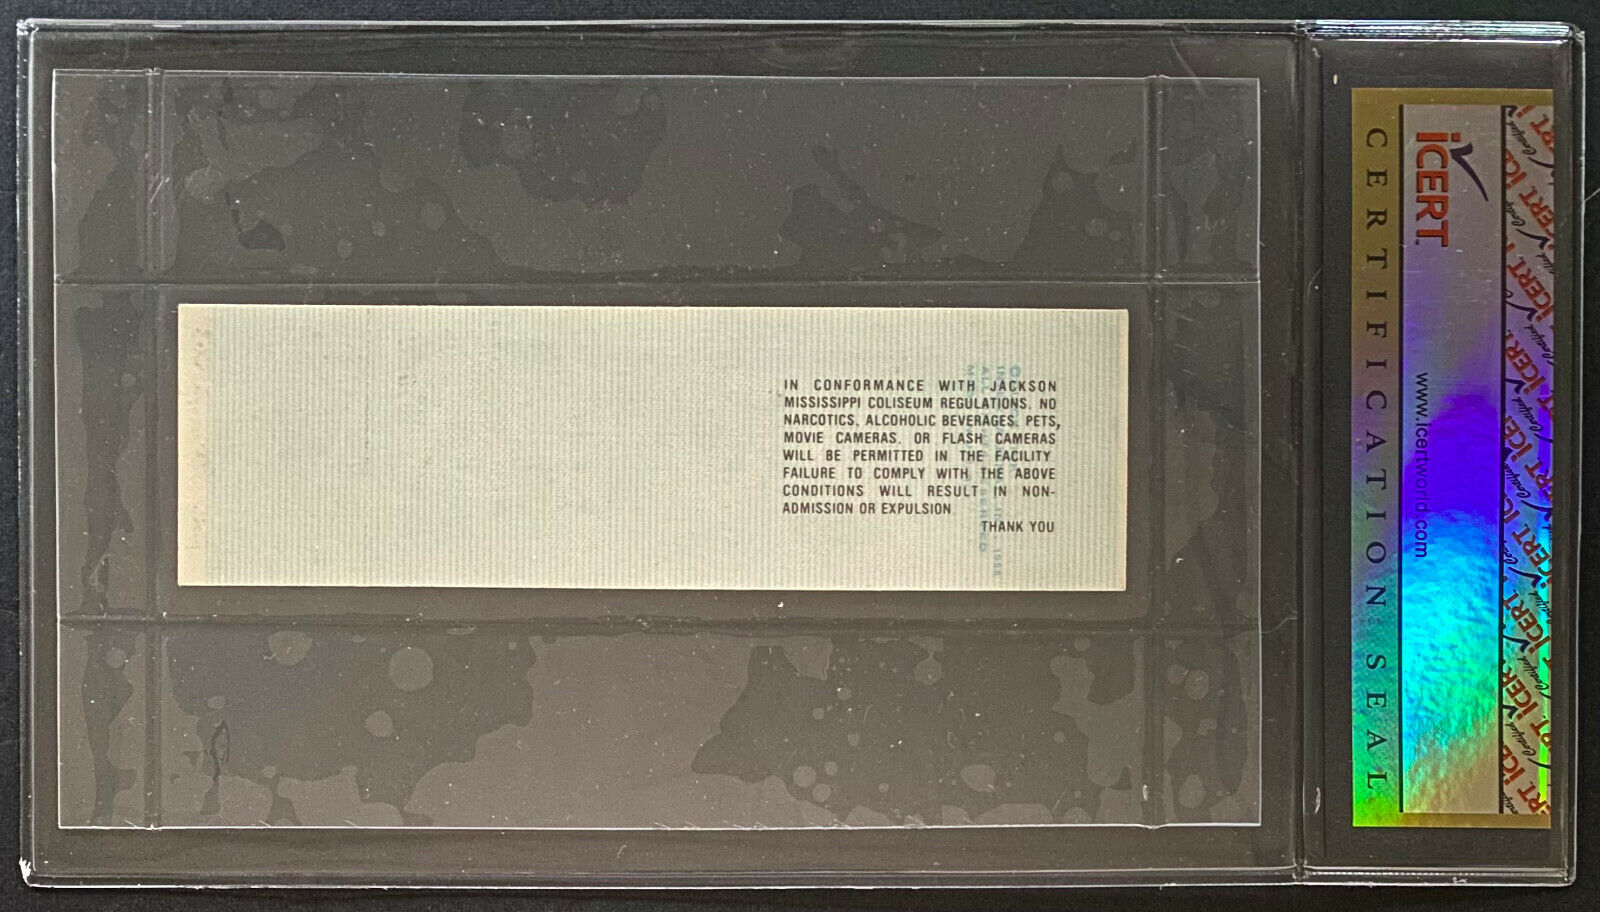 IN CONFORMANCE WITH JACKSON
MISSISSIPPI COLISEUM REGULATIONS, NO
NARCOTICS, ALCOHOLIC BEVERAGES, PETS,
MOVIE CAMERAS, OR FLASH CAMERAS
WILL BE PERMITTED IN THE FACILITY.
FAILURE TO COMPLY WITH THE ABOVE
CONDITIONS WILL RESULT IN NON-
ADMISSION OR EXPULSION.
THANK YOU
CERTIFICATION SEAL
iCERT
www.icertworld.com